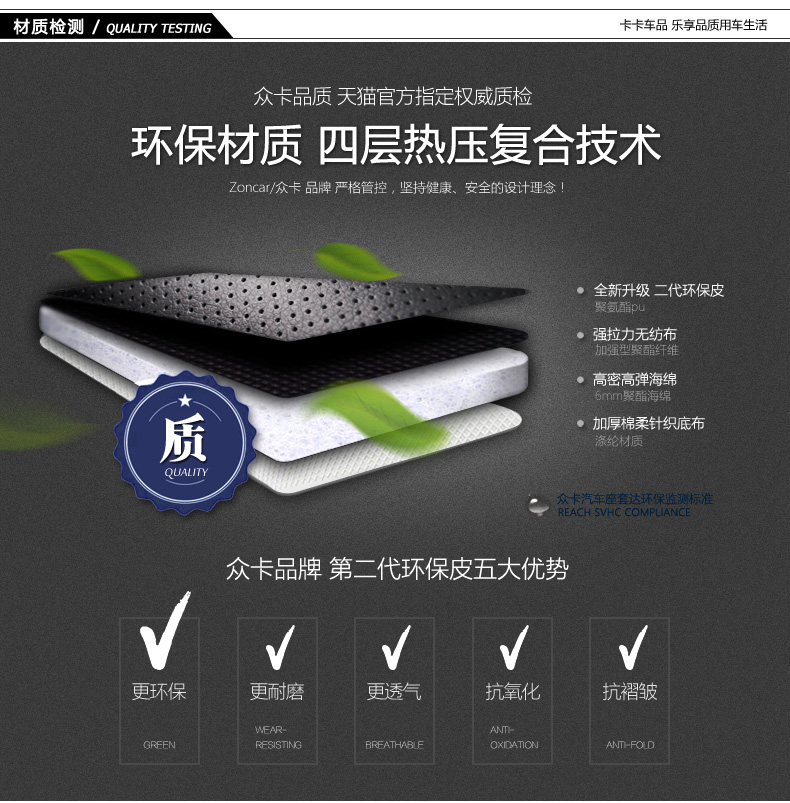 材质检测 / QUALITY TESTING
卡卡车品 乐享品质用车生活
众卡品质 天猫官方指定权威质检
环保材质 四层热压复合技术
Zoncar/众卡 品牌 严格管控，坚持健康、安全的设计理念！
全新升级 二代环保皮
聚氨酯pu
强拉力无纺布
加强型聚酯纤维
高密高弹海绵
6mm聚酯海绵
加厚棉柔针织底布
涤纶材质
质
QUALITY
众卡汽车座套达环保监测标准
REACH SVHC COMPLIANCE
众卡品牌 第二代环保皮五大优势
更环保
GREEN
更耐磨
WEAR-
RESISTING
更透气
BREATHABLE
抗氧化
ANTI-
OXIDATION
抗褶皱
ANTI-FOLD